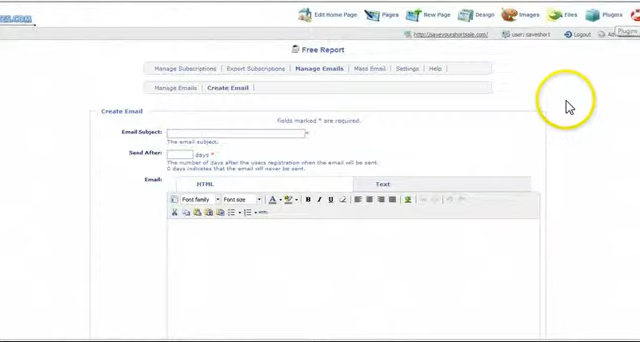 Edit Home Page Pages New Page Design Images Files Plugins
http://saveyourshortsale.com/ user: saveshort Logout
Plugins
Free Report
Manage Subscriptions | Export Subscriptions | Manage Emails | Mass Email | Settings | Help |
Manage Emails | Create Email |
Create Email
fields marked * are required.
Email Subject: *
The email subject.
Send After: days *
The number of days after the users registration when the email will be sent.
0 days indicates that the email will never be sent.
Email: HTML Text
Font family Font size A B I U
HTML